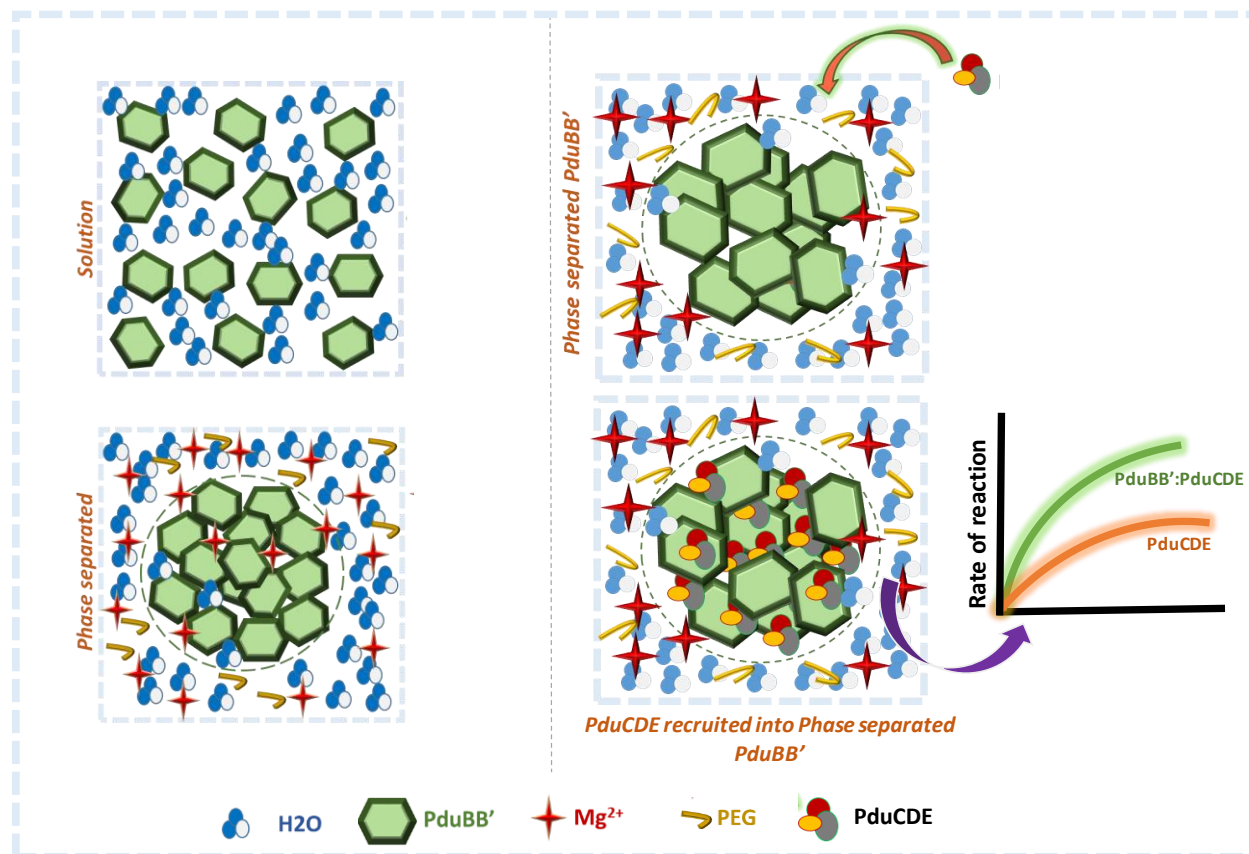 Solution
Phase separated
Phase separated PduBB'
PduCDE recruited into Phase separated
PduBB'
Rate of reaction
PduBB':PduCDE
PduCDE
H2O
PduBB'
Mg²⁺
PEG
PduCDE